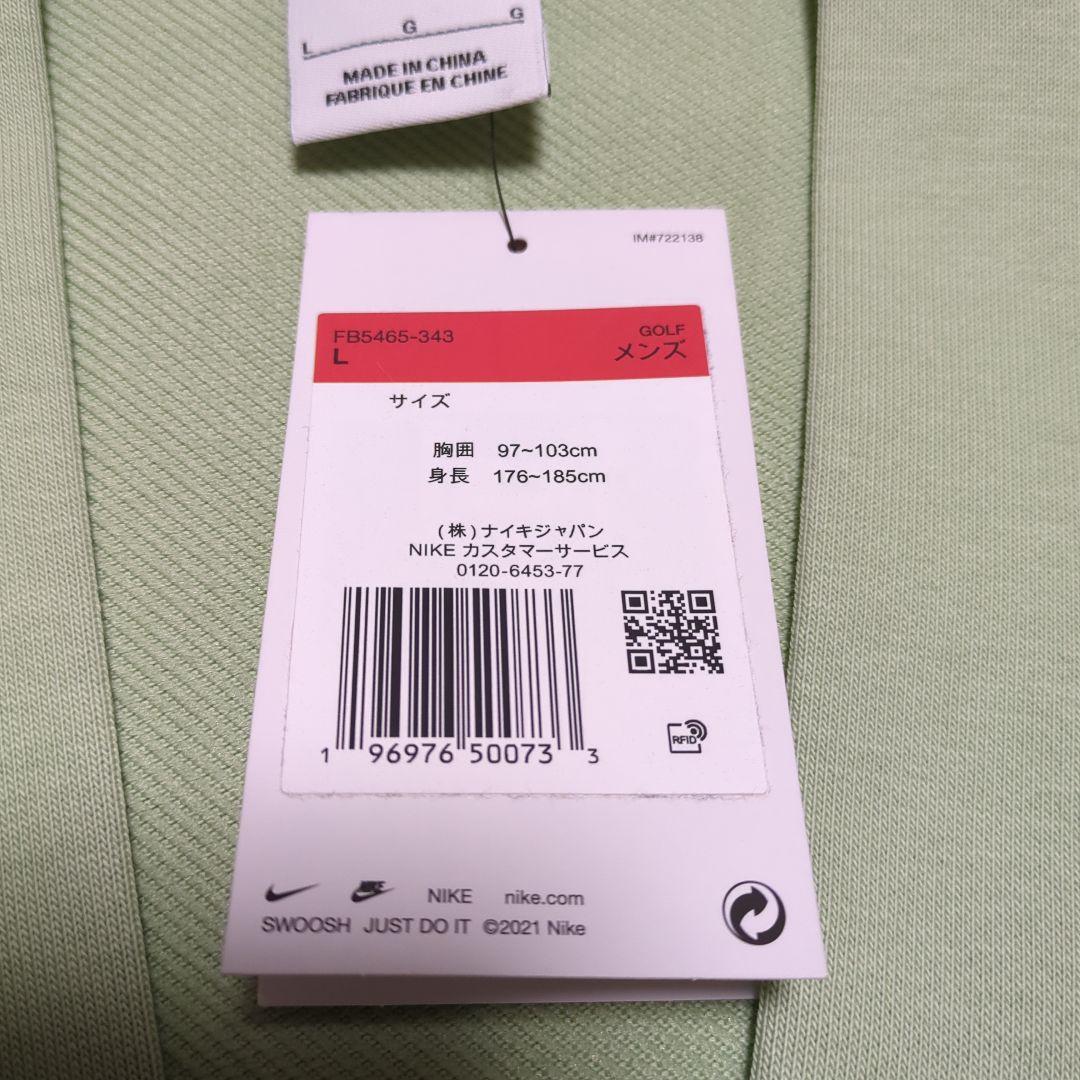 L G G
MADE IN CHINA
FABRIQUE EN CHINE
IM#722138
FB5465-343 GOLF
L メンズ
サイズ
胸囲 97~103cm
身長 176~185cm
(株)ナイキジャパン
NIKE カスタマーサービス
0120-6453-77
RFID
1 96976 50073 3
NIKE NIKE nike.com
SWOOSH JUST DO IT ©2021 Nike